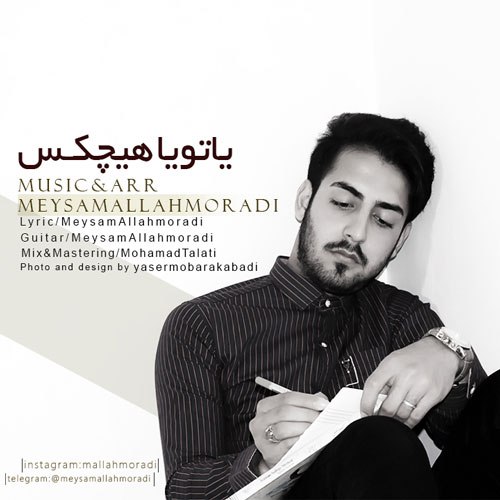 یا تو یا هیچکس
MUSIC&ARR
MEYSAMALLAHMORADI
Lyric/MeysamAllahmoradi
Guitar/MeysamAllahmoradi
Mix&Mastering/MohamadTalati
Photo and design by yasermobarakabadi
|instagram:mallahmoradi|
|telegram:@meysamallahmoradi|